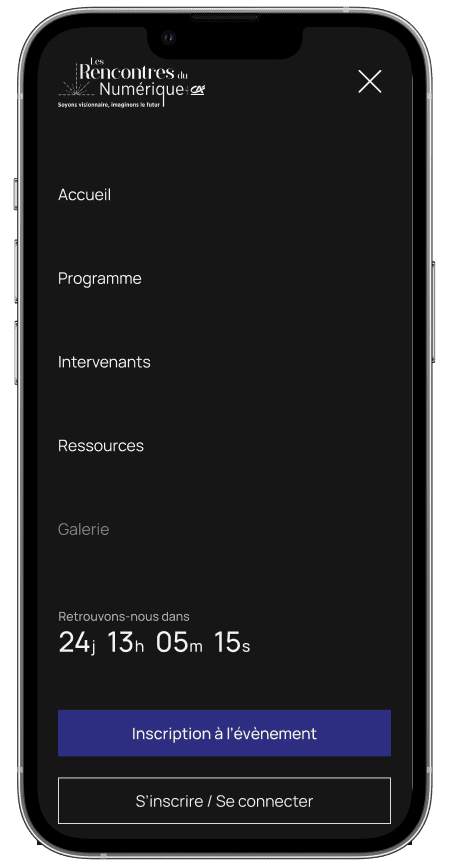 Les
Rencontres du
Numérique
Soyons visionnaire, imaginons le futur
Accueil
Programme
Intervenants
Ressources
Galerie
Retrouvons-nous dans
24j 13h 05m 15s
Inscription à l'évènement
S'inscrire / Se connecter